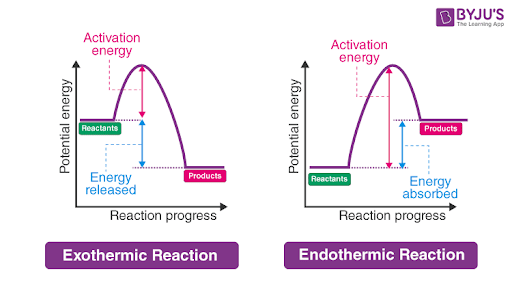 BYJU'S
The Learning App
Activation
energy
Potential energy
Reactants
Energy
released
Products
Reaction progress
Exothermic Reaction
Activation
energy
Potential energy
Products
Reactants
Energy
absorbed
Reaction progress
Endothermic Reaction